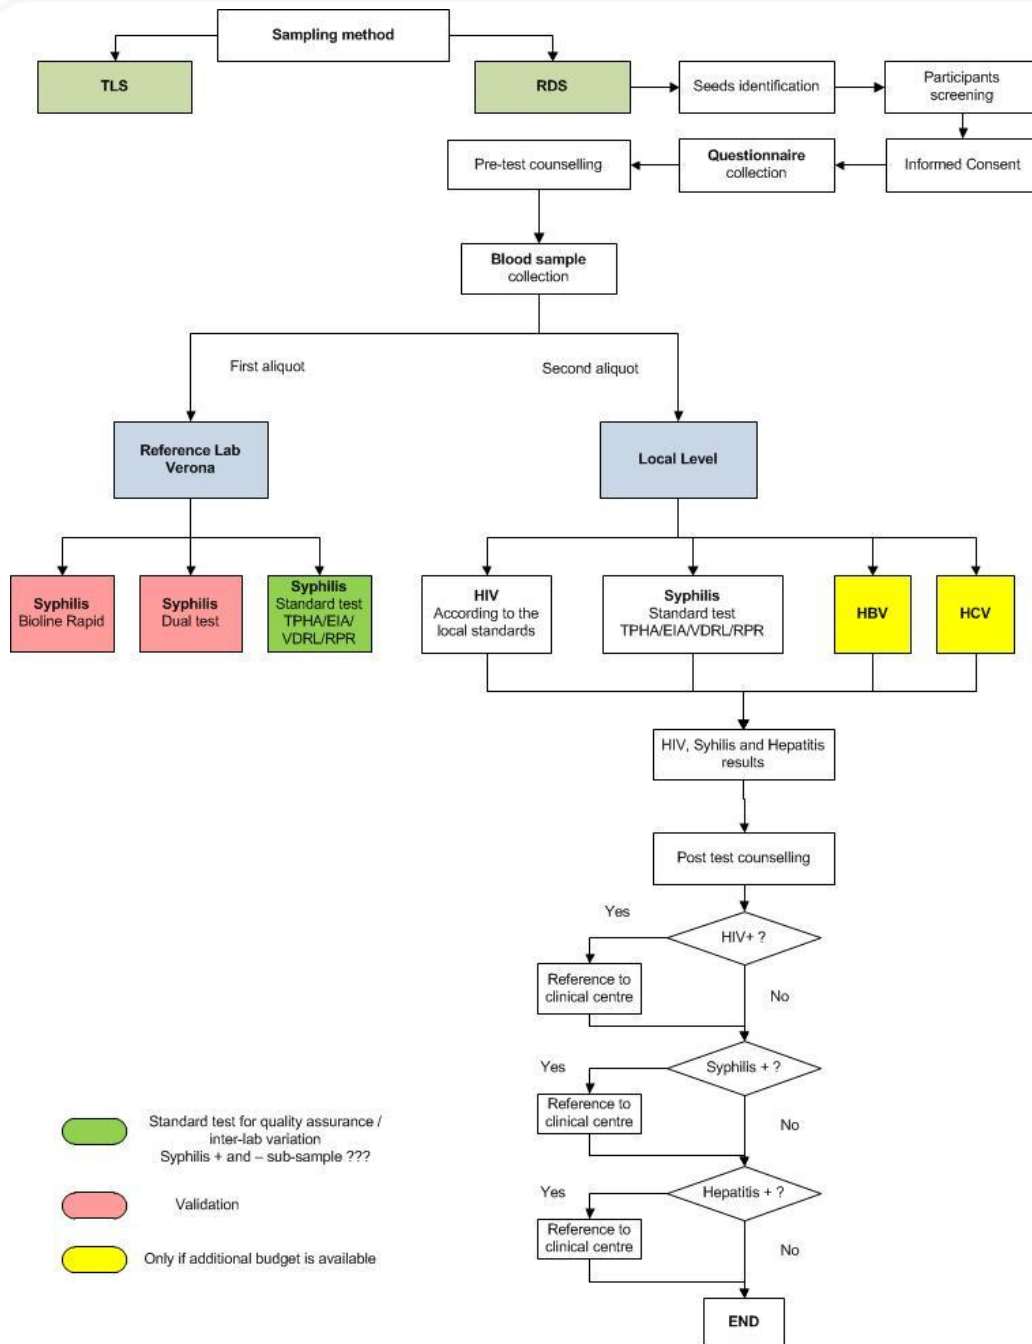 Sampling method
TLS
RDS
Seeds identification
Participants
screening
Pre-test counselling
Questionnaire
collection
Informed Consent
Blood sample
collection
First aliquot
Second aliquot
Reference Lab
Verona
Local Level
Syphilis
Bioline Rapid
Syphilis
Dual test
Syphilis
Standard test
TPHA/EIA/
VDRL/RPR
HIV
According to the
local standards
Syphilis
Standard test
TPHA/EIA/VDRL/RPR
HBV
HCV
HIV, Syhilis and Hepatitis
results
Post test counselling
Yes
HIV+ ?
Reference to
clinical centre
No
Yes
Syphilis + ?
Reference to
clinical centre
No
Yes
Hepatitis + ?
Reference to
clinical centre
No
END
Standard test for quality assurance /
inter-lab variation
Syphilis + and – sub-sample ???
Validation
Only if additional budget is available